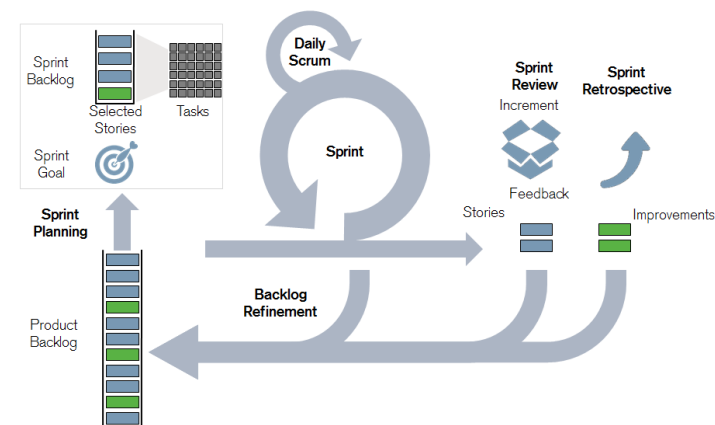 Sprint
Backlog
Selected
Stories
Tasks
Sprint
Goal
Sprint
Planning
Product
Backlog
Daily
Scrum
Sprint
Backlog
Refinement
Sprint
Review
Increment
Feedback
Stories
Sprint
Retrospective
Improvements